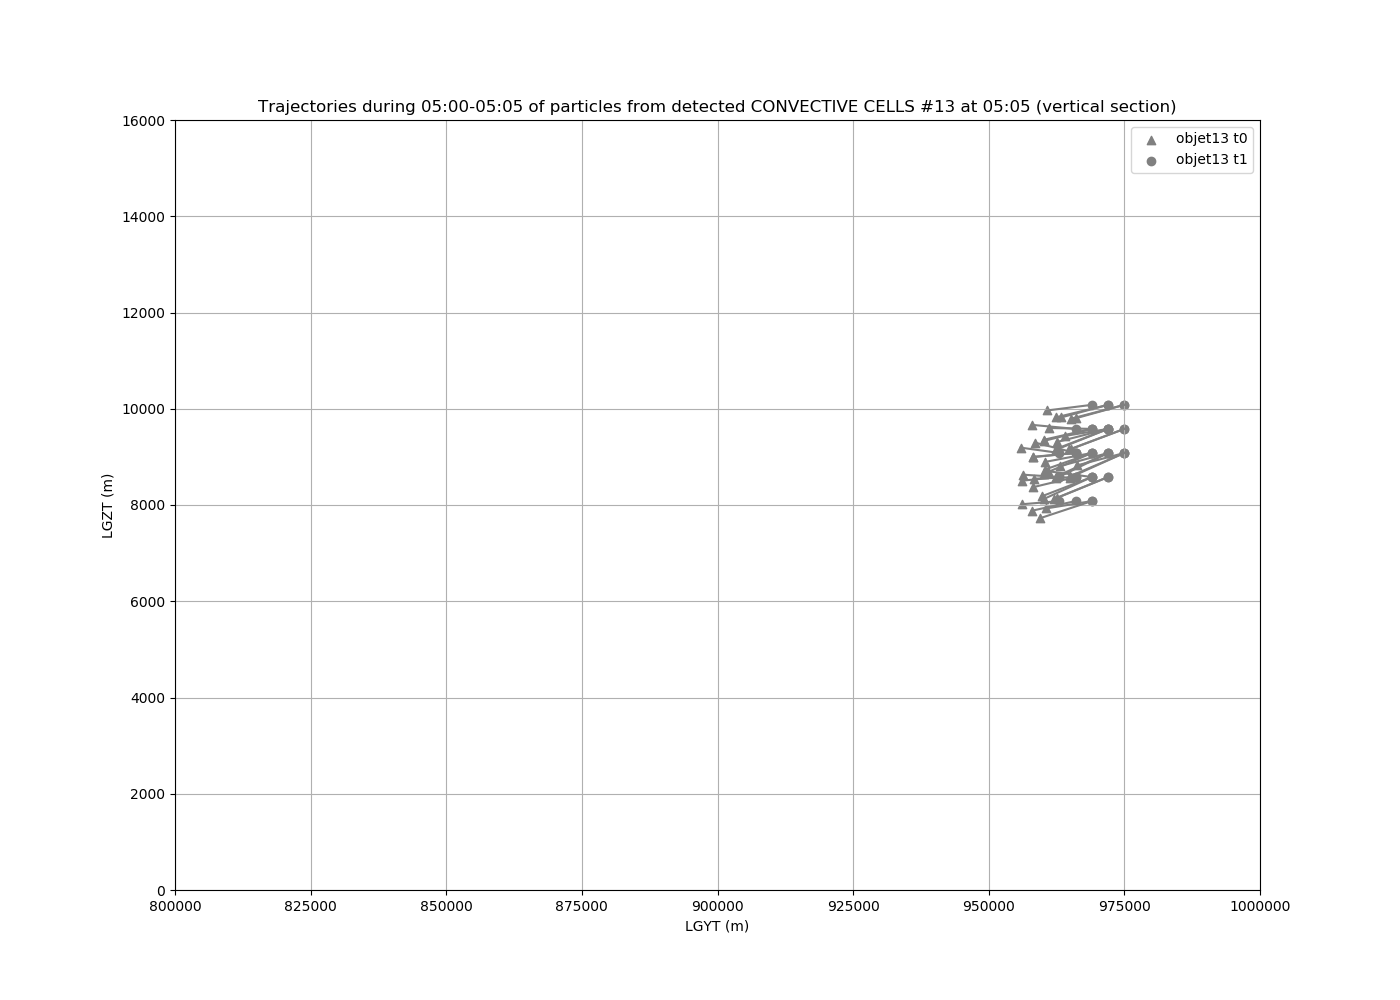 Trajectories during 05:00-05:05 of particles from detected CONVECTIVE CELLS #13 at 05:05 (vertical section)
objet13 t0
objet13 t1
16000
14000
12000
10000
8000
6000
4000
2000
0
LGZT (m)
800000 825000 850000 875000 900000 925000 950000 975000 1000000
LGYT (m)